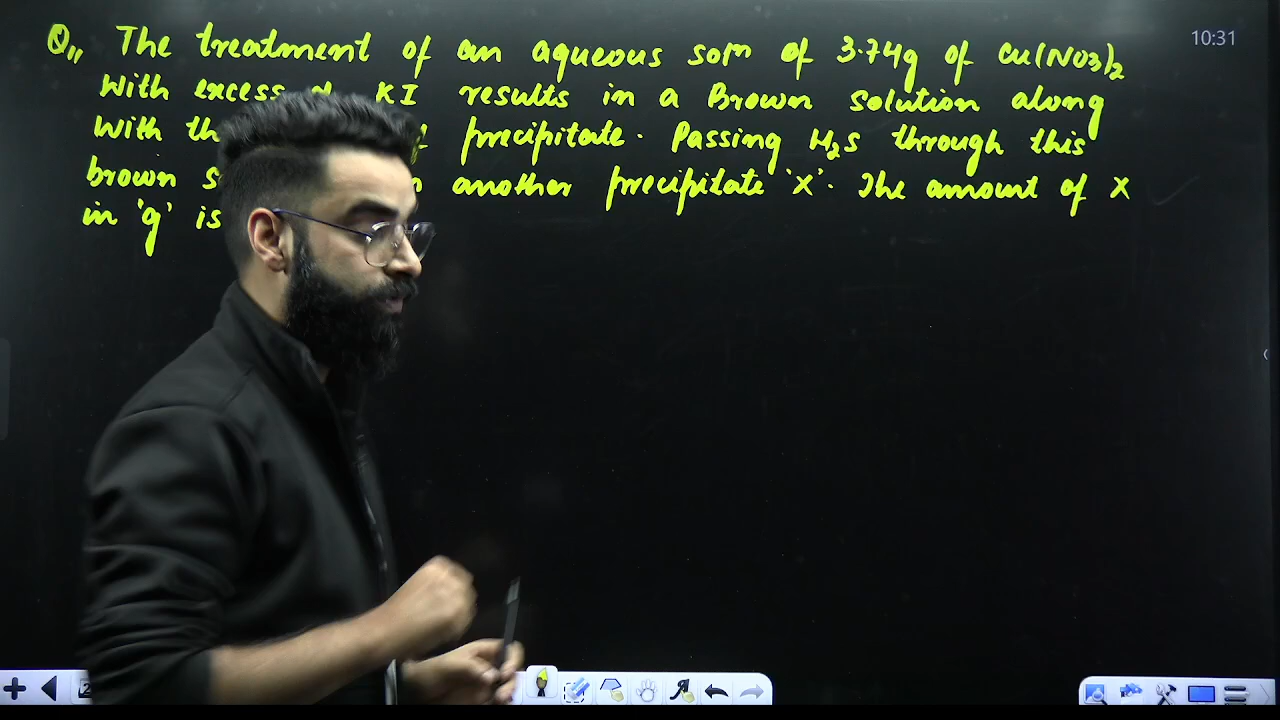 Q,, The treatment of an aqueous solⁿ of 3.74g of Cu(NO3)2
10:31
With excess KI results in a Brown solution along
With precipitate. Passing H2S through this
brown another precipitate 'X'. The amount of X
in 'g' is